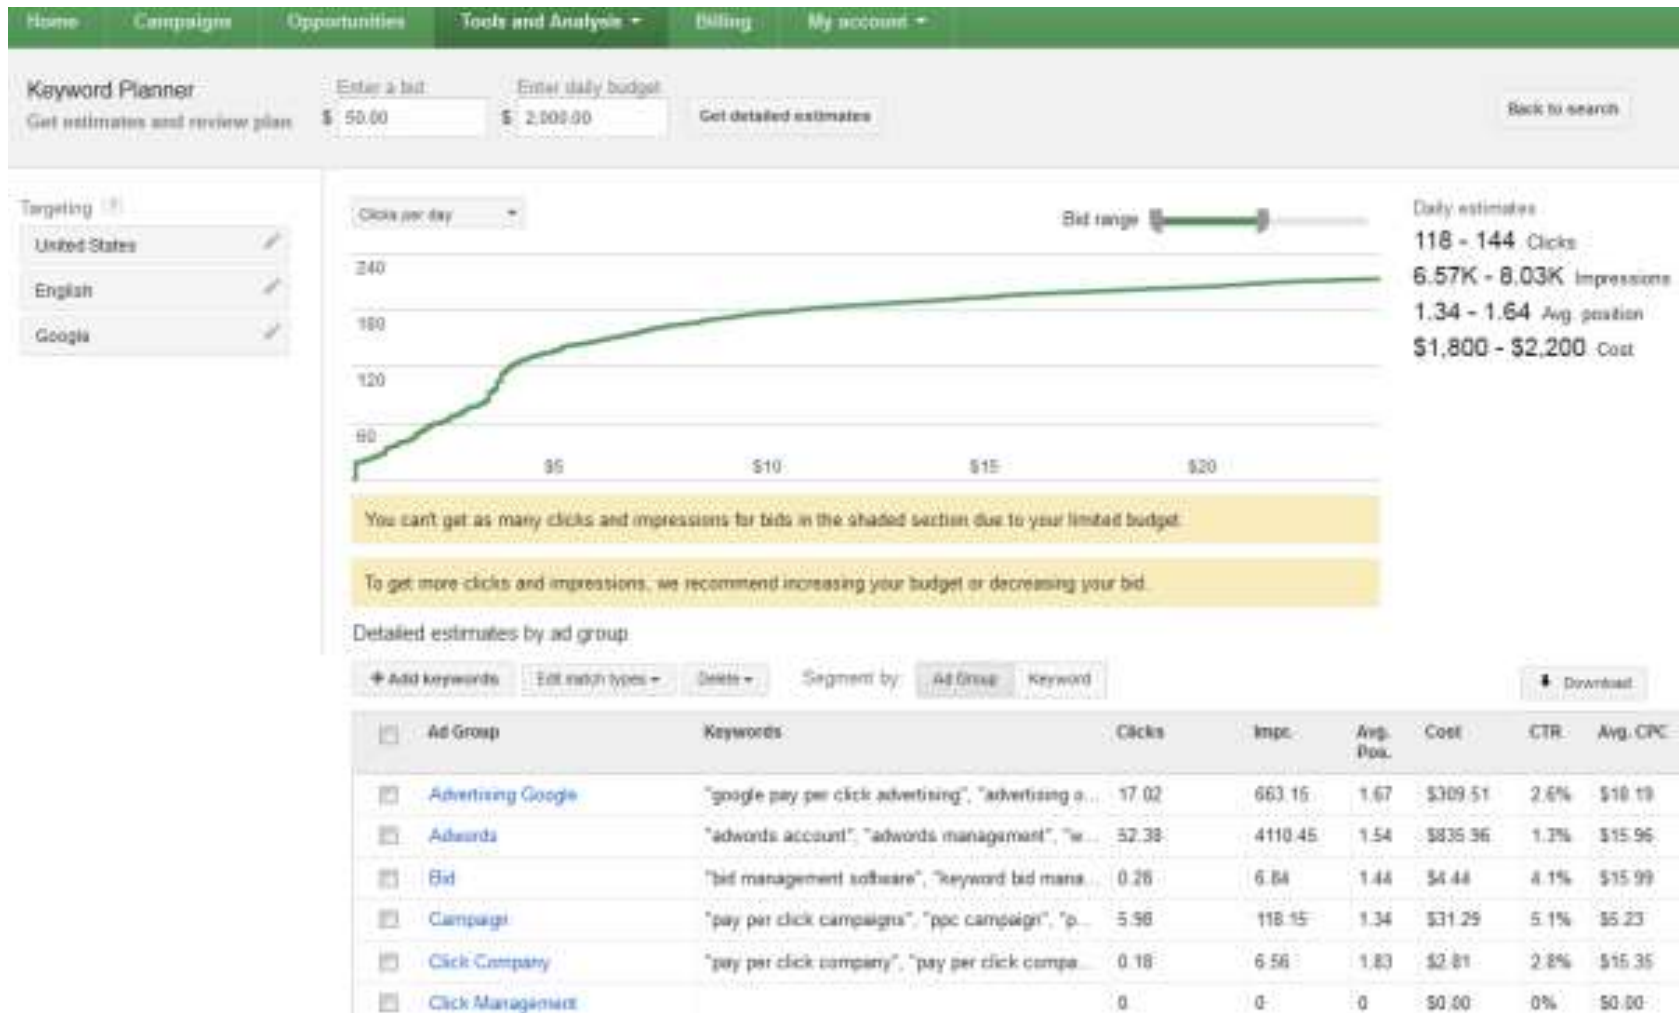 Home Campaigns Opportunities Tools and Analysis Billing My account
Keyword Planner
Get estimates and review plan
Enter a bid
$ 50.00
Enter daily budget
$ 2,000.00
Get detailed estimates
Back to search
Targeting ?
United States
English
Google
Clicks per day
Bid range
240
180
120
60
$5 $10 $15 $20
Daily estimates
118 - 144 Clicks
6.57K - 8.03K Impressions
1.34 - 1.64 Avg. position
$1,800 - $2,200 Cost
You can't get as many clicks and impressions for bids in the shaded section due to your limited budget.
To get more clicks and impressions, we recommend increasing your budget or decreasing your bid.
Detailed estimates by ad group
+ Add keywords Edit match types Delete Segment by: Ad Group Keyword Download
Ad Group Keywords Clicks Impr. Avg. Pos. Cost CTR Avg. CPC
Advertising Google "google pay per click advertising", "advertising o... 17.02 663.15 1.67 $309.51 2.6% $18.19
Adwords "adwords account", "adwords management", "w... 52.38 4110.45 1.54 $835.96 1.3% $15.96
Bid "bid management software", "keyword bid mana... 0.28 6.84 1.44 $4.44 4.1% $15.99
Campaign "pay per click campaigns", "ppc campaign", "p... 5.98 118.15 1.34 $31.29 5.1% $5.23
Click Company "pay per click company", "pay per click compa... 0.18 6.56 1.83 $2.81 2.8% $15.35
Click Management 0 0 0 $0.00 0% $0.00